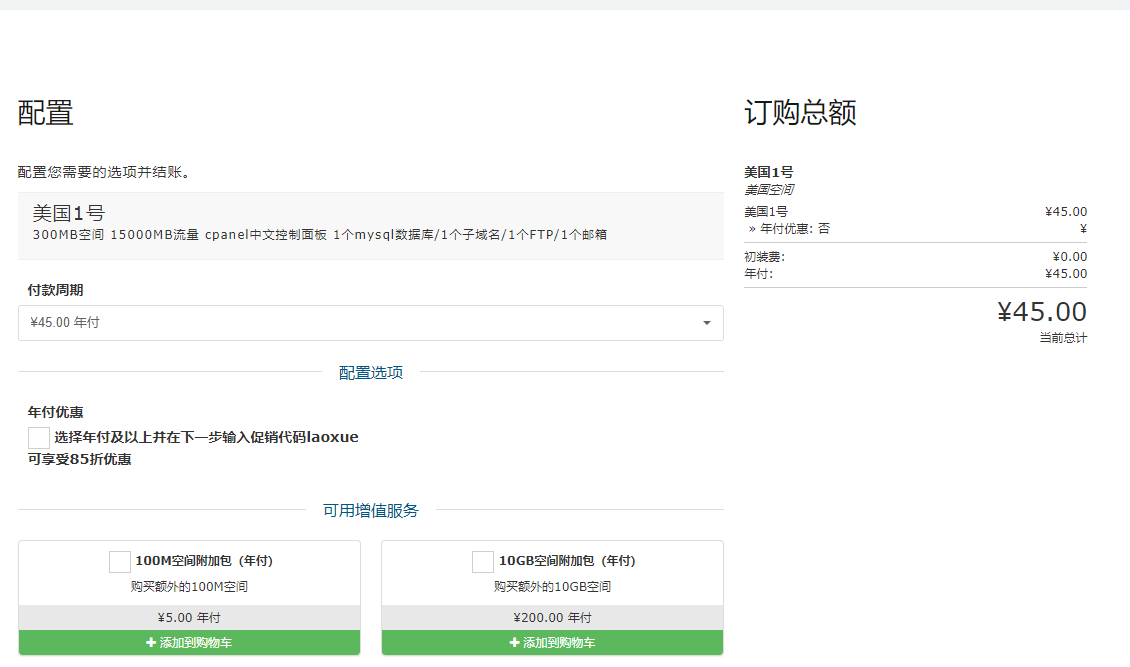 配置
配置您需要的选项并结账。
美国1号
300MB空间 15000MB流量 cpanel中文控制面板 1个mysql数据库/1个子域名/1个FTP/1个邮箱
付款周期
¥45.00 年付
配置选项
年付优惠
选择年付及以上并在下一步输入促销代码laoxue
可享受85折优惠
可用增值服务
100M空间附加包（年付）
购买额外的100M空间
¥5.00 年付
添加到购物车
10GB空间附加包（年付）
购买额外的10GB空间
¥200.00 年付
添加到购物车
订购总额
美国1号
美国空间
美国1号 ¥45.00
» 年付优惠: 否 ¥
初装费: ¥0.00
年付: ¥45.00
¥45.00
当前总计